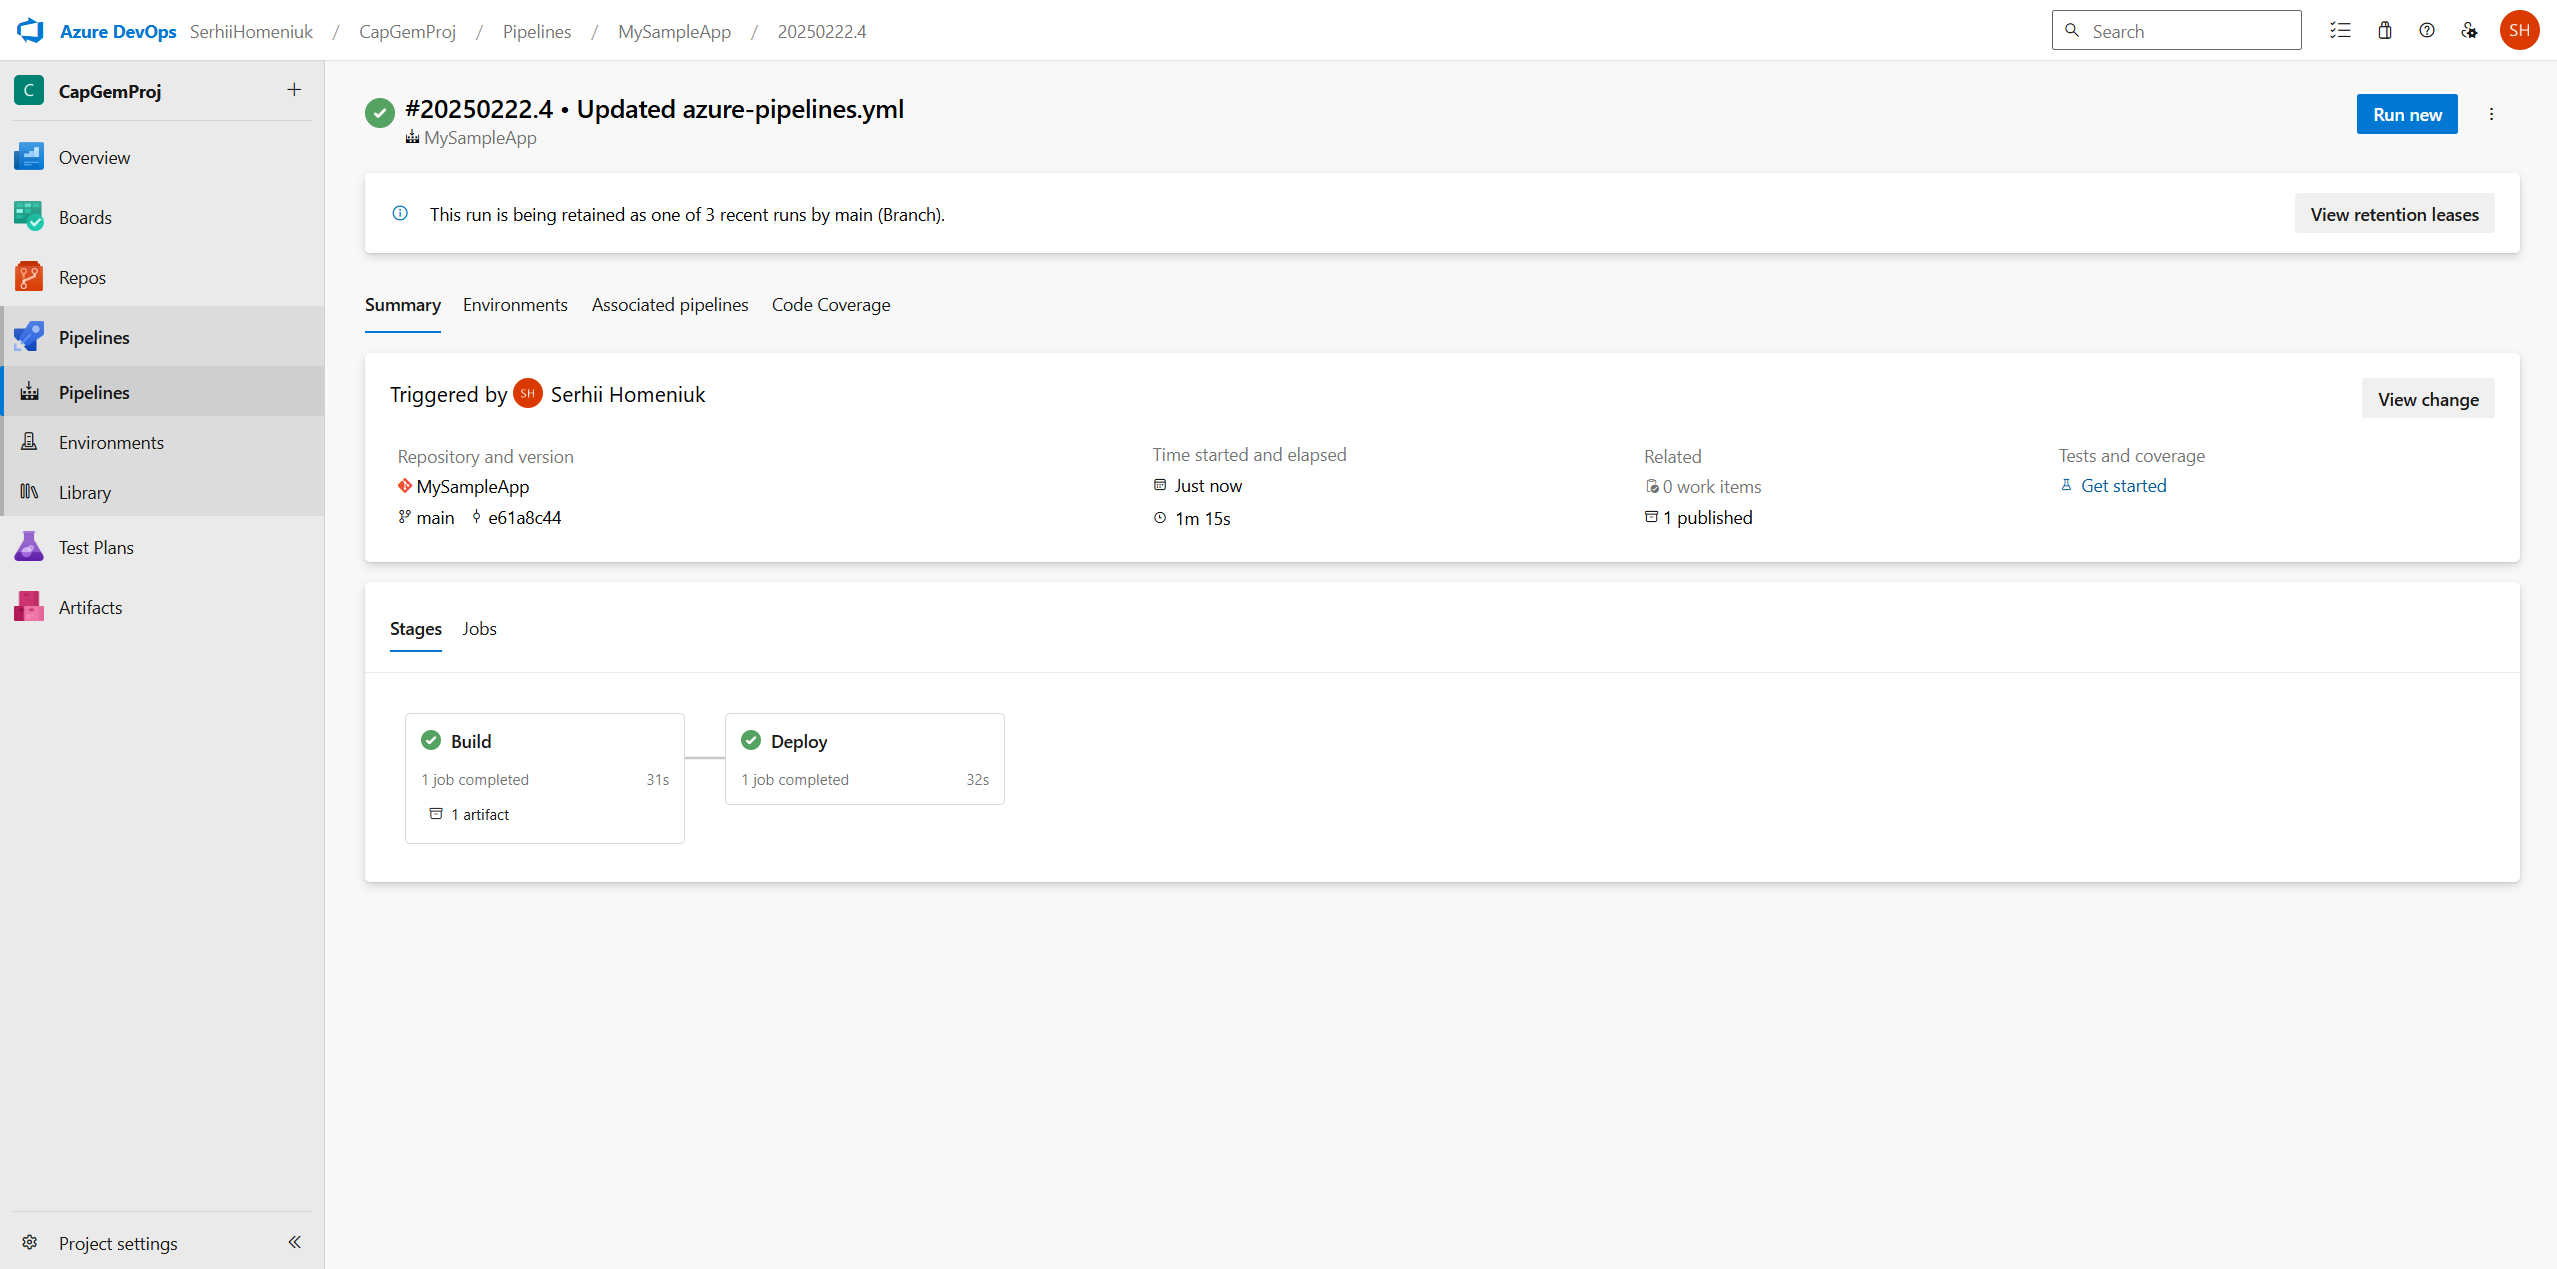 Azure DevOps SerhiiHomeniuk / CapGemProj / Pipelines / MySampleApp / 20250222.4
Search
SH
C CapGemProj
Overview
Boards
Repos
Pipelines
Pipelines
Environments
Library
Test Plans
Artifacts
Project settings
#20250222.4 • Updated azure-pipelines.yml
MySampleApp
Run new
This run is being retained as one of 3 recent runs by main (Branch).
View retention leases
Summary Environments Associated pipelines Code Coverage
Triggered by SH Serhii Homeniuk
View change
Repository and version
MySampleApp
main e61a8c44
Time started and elapsed
Just now
1m 15s
Related
0 work items
1 published
Tests and coverage
Get started
Stages Jobs
Build
1 job completed 31s
1 artifact
Deploy
1 job completed 32s